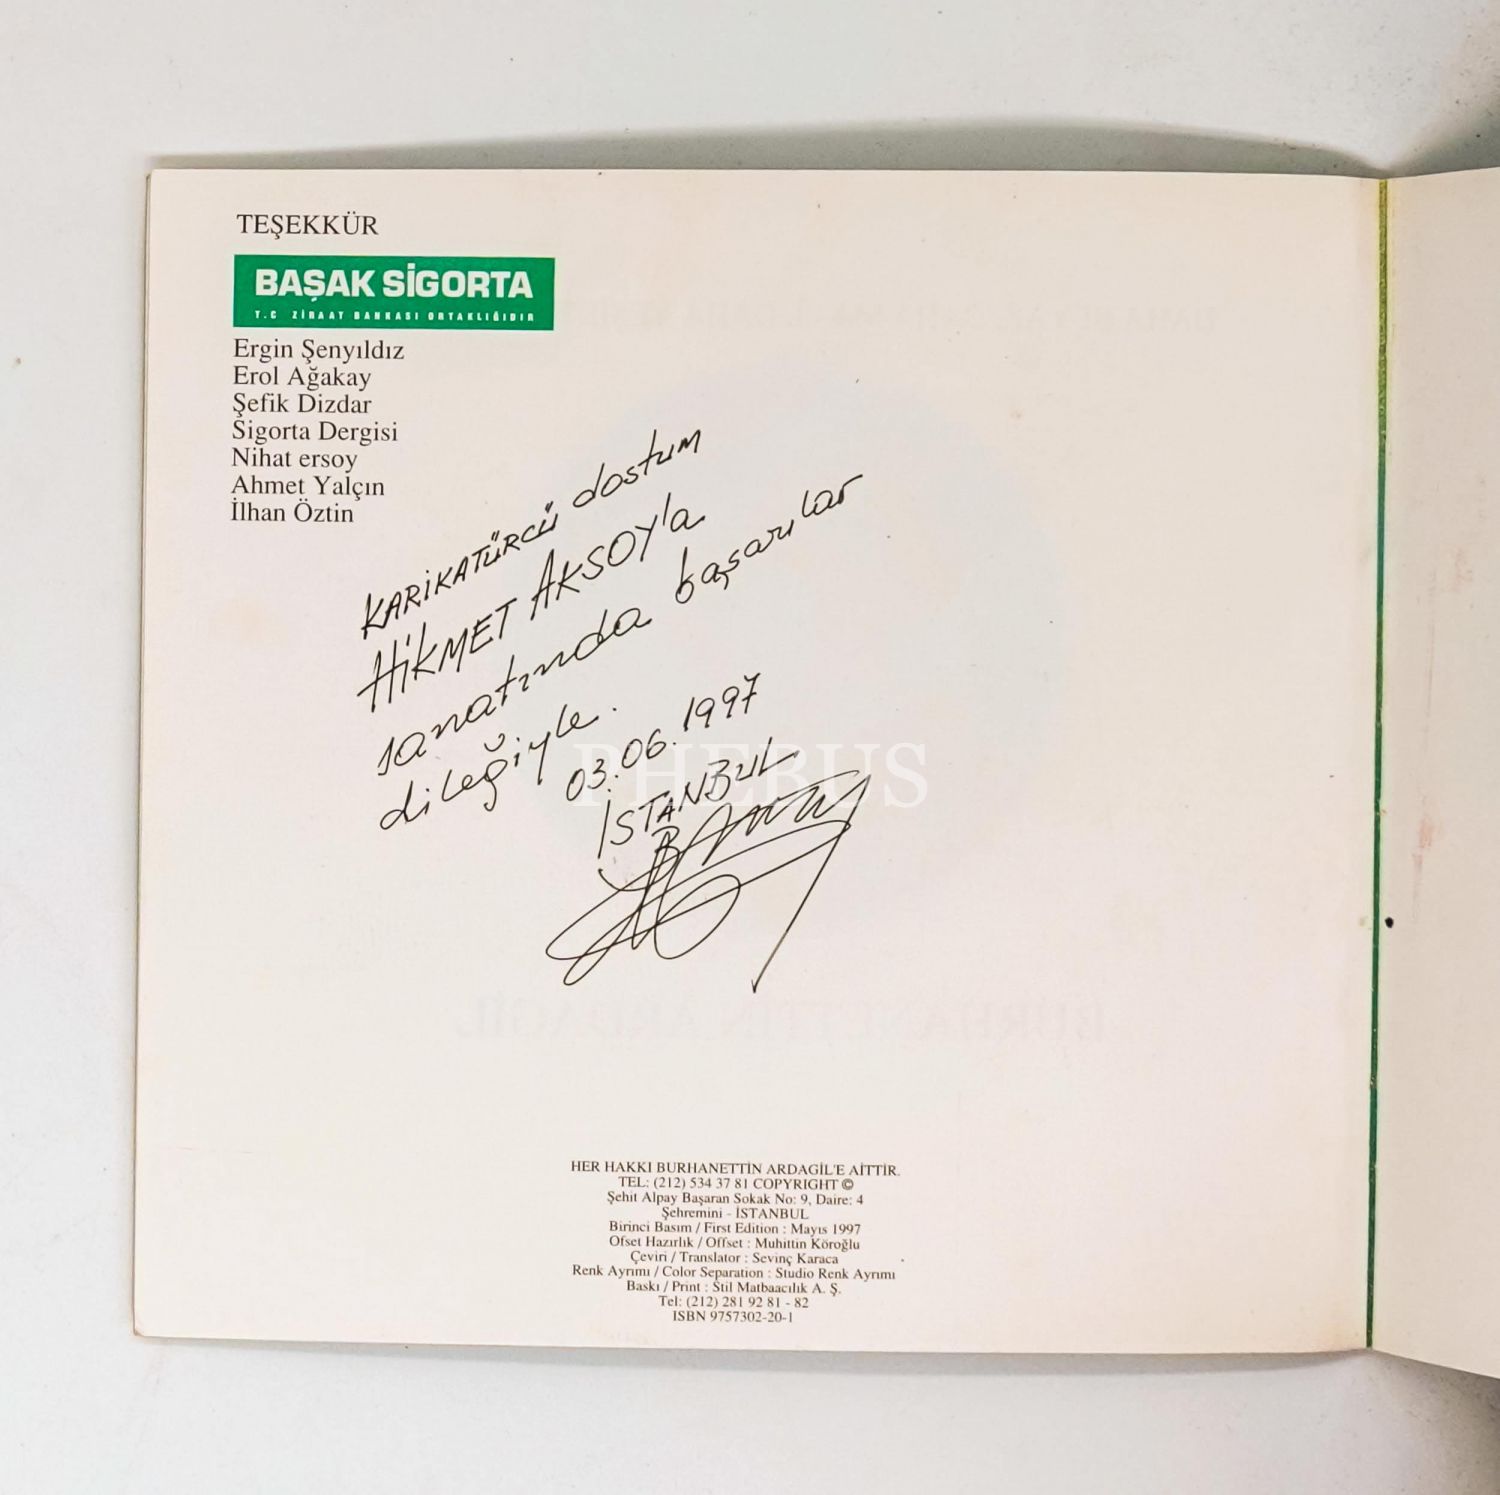 TEŞEKKÜR
BAŞAK SİGORTA
T.C ZİRAAT BANKASI ORTAKLIĞIDIR
Ergin Şenyıldız
Erol Ağakay
Şefik Dizdar
Sigorta Dergisi
Nihat ersoy
Ahmet Yalçın
İlhan Öztin
KARİKATÜRCÜ dostum
HİKMET AKSOY'a
sanatında başarılar
dileğiyle.
03.06.1997
İSTANBUL
PHEBUS
BURHANETTİN ARDAGİL
HER HAKKI BURHANETTİN ARDAGİL'E AİTTİR.
TEL: (212) 534 37 81 COPYRIGHT ©
Şehit Alpay Başaran Sokak No: 9, Daire: 4
Şehremini - İSTANBUL
Birinci Basım / First Edition : Mayıs 1997
Ofset Hazırlık / Offset : Muhittin Köroğlu
Çeviri / Translator : Sevinç Karaca
Renk Ayrımı / Color Separation : Studio Renk Ayrımı
Baskı / Print : Stil Matbaacılık A. Ş.
Tel: (212) 281 92 81 - 82
ISBN 9757302-20-1